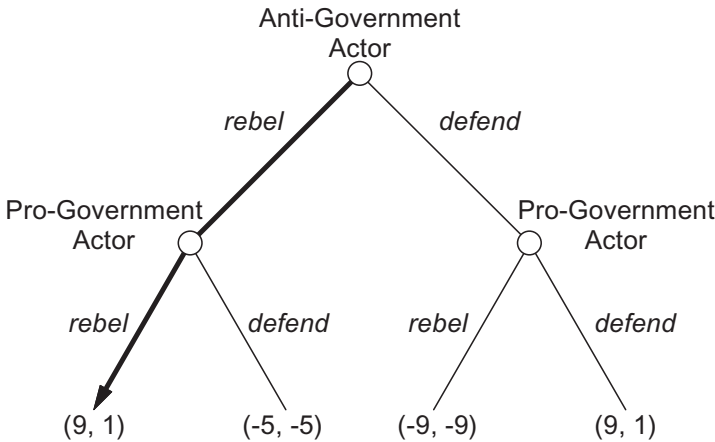 Anti-Government
Actor
rebel
defend
Pro-Government
Actor
Pro-Government
Actor
rebel
defend
rebel
defend
(9, 1)
(-5, -5)
(-9, -9)
(9, 1)